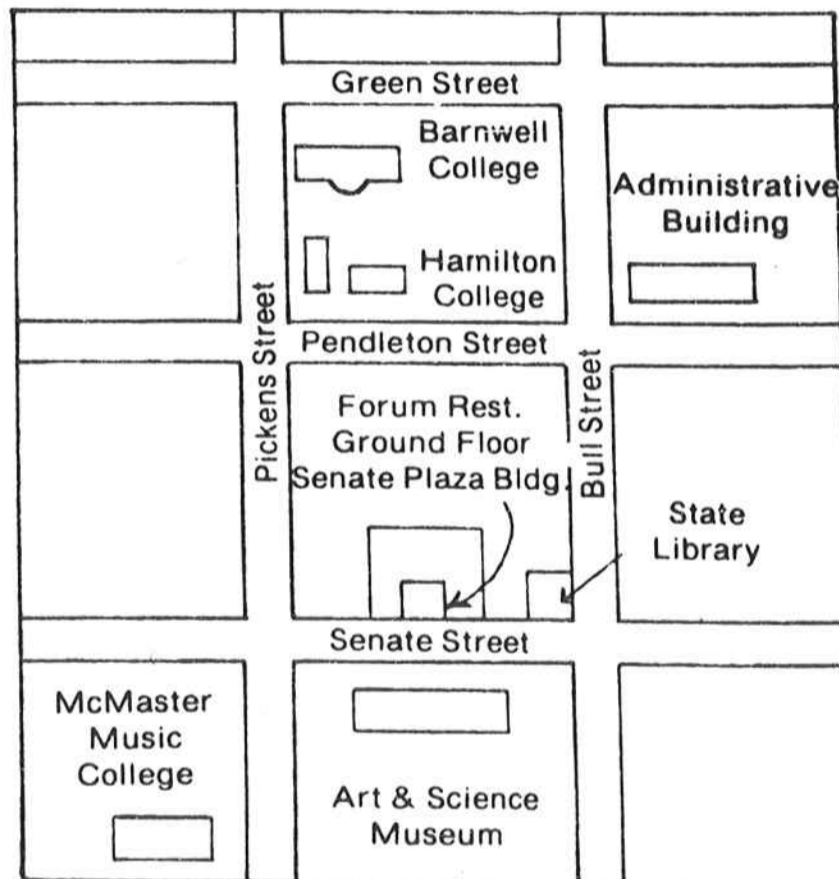 Green Street
Barnwell
College
Administrative
Building
Hamilton
College
Pendleton Street
Pickens Street
Bull Street
Forum Rest.
Ground Floor
Senate Plaza Bldg.
State
Library
Senate Street
McMaster
Music
College
Art & Science
Museum